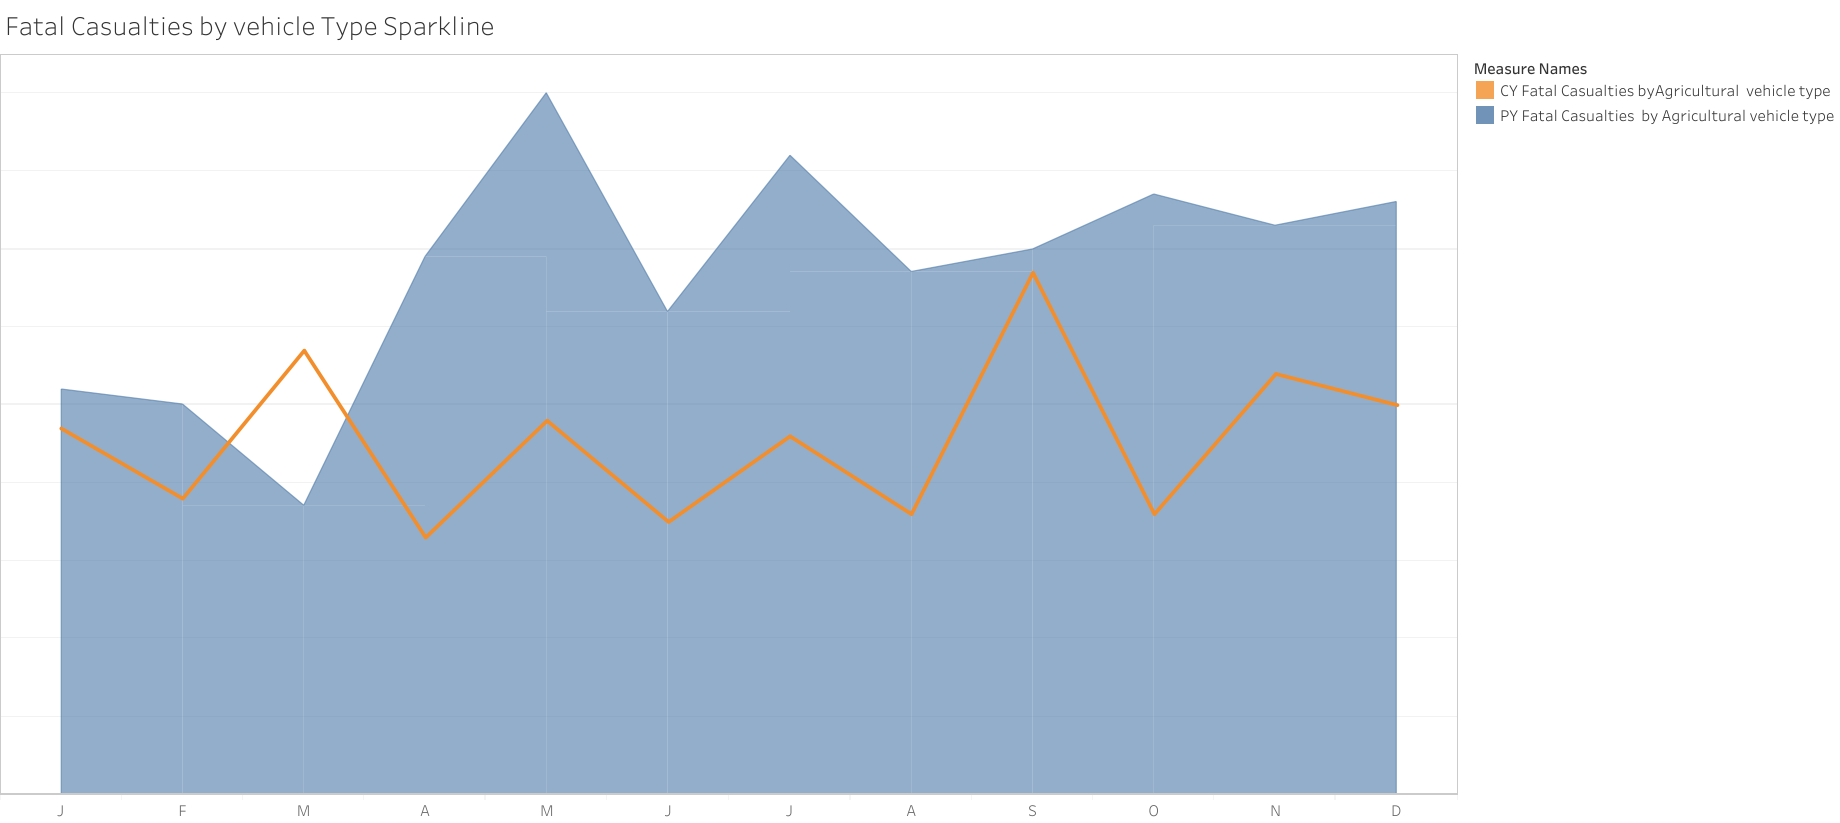 Fatal Casualties by vehicle Type Sparkline
Measure Names
CY Fatal Casualties byAgricultural  vehicle type
PY Fatal Casualties  by Agricultural vehicle type
J F M A M J J A S O N D